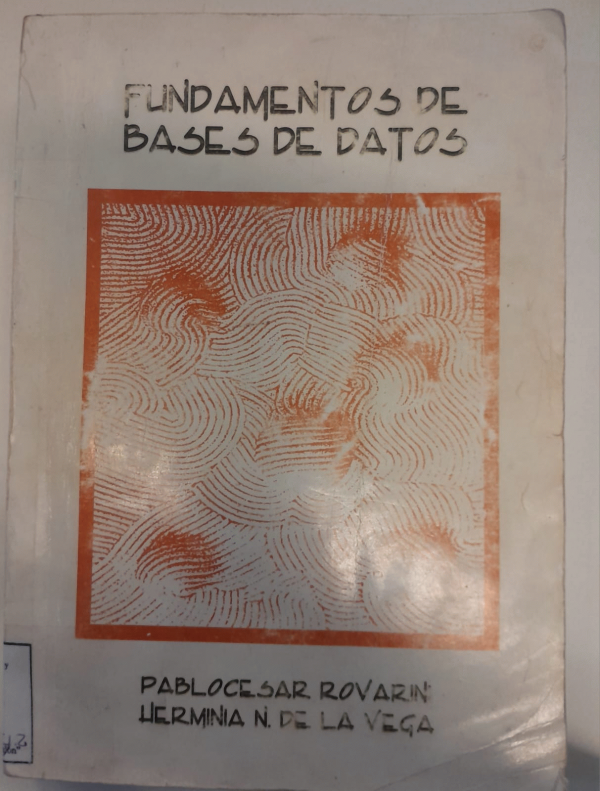 FUNDAMENTOS DE
BASES DE DATOS
PABLOCESAR ROVARINI
HERMINIA N. DE LA VEGA